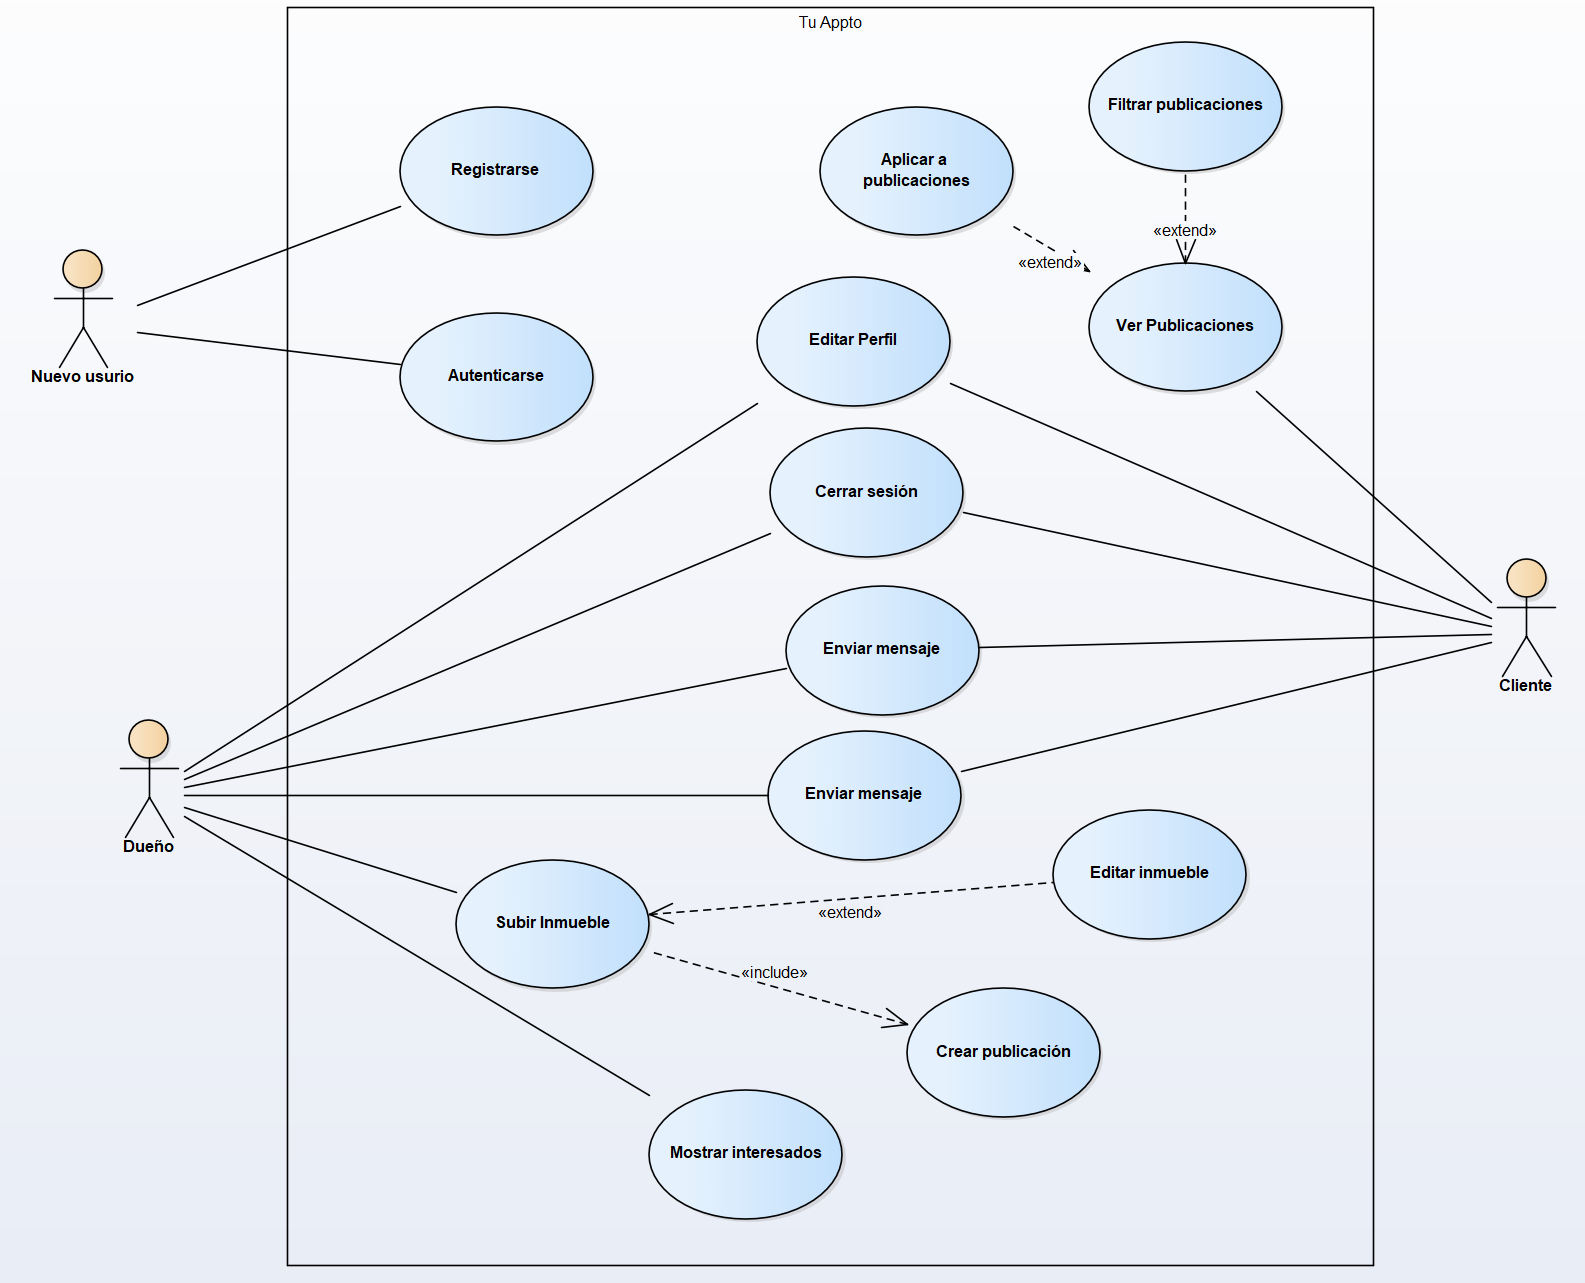 Tu Appto
Filtrar publicaciones
Aplicar a
publicaciones
Registrarse
«extend»
«extend»
Ver Publicaciones
Editar Perfil
Nuevo usurio
Autenticarse
Cerrar sesión
Enviar mensaje
Cliente
Enviar mensaje
Dueño
Editar inmueble
«extend»
Subir Inmueble
«include»
Crear publicación
Mostrar interesados